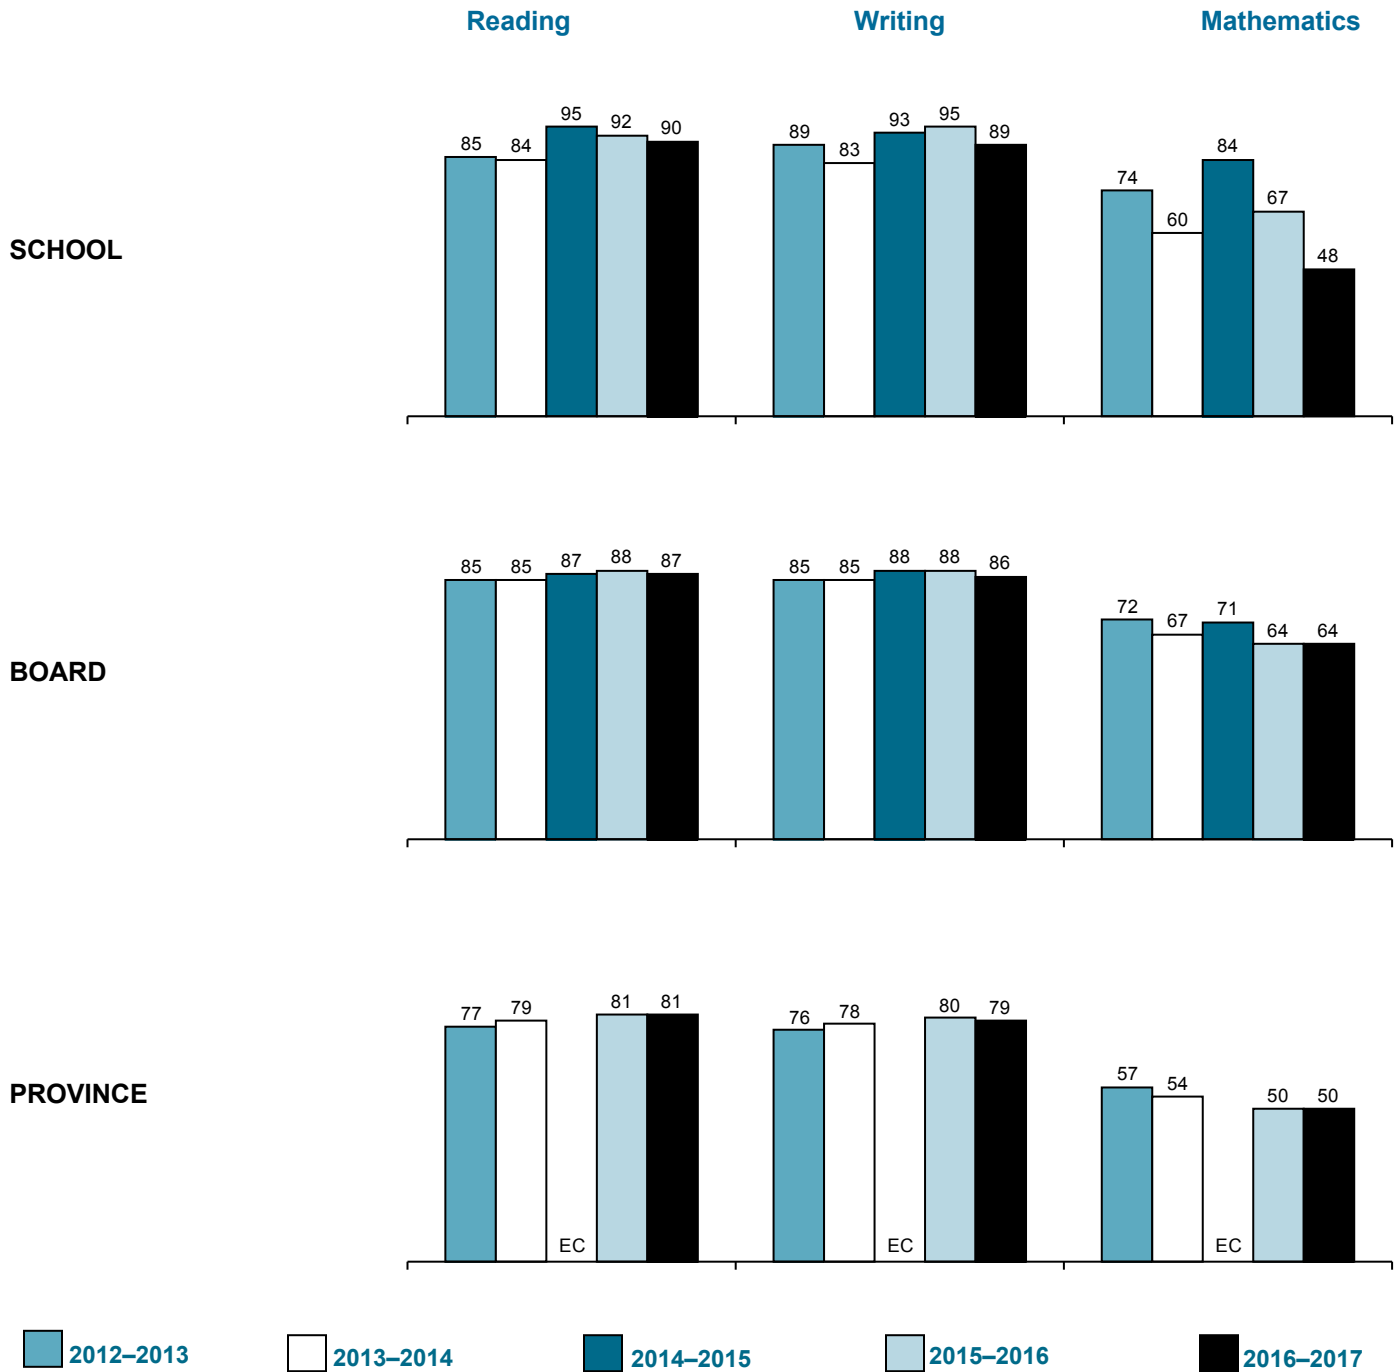 Reading Writing Mathematics
SCHOOL
85 84 95 92 90 89 83 93 95 89 74 60 84 67 48
BOARD
85 85 87 88 87 85 85 88 88 86 72 67 71 64 64
PROVINCE
77 79 EC 81 81 76 78 EC 80 79 57 54 EC 50 50
2012–2013 2013–2014 2014–2015 2015–2016 2016–2017